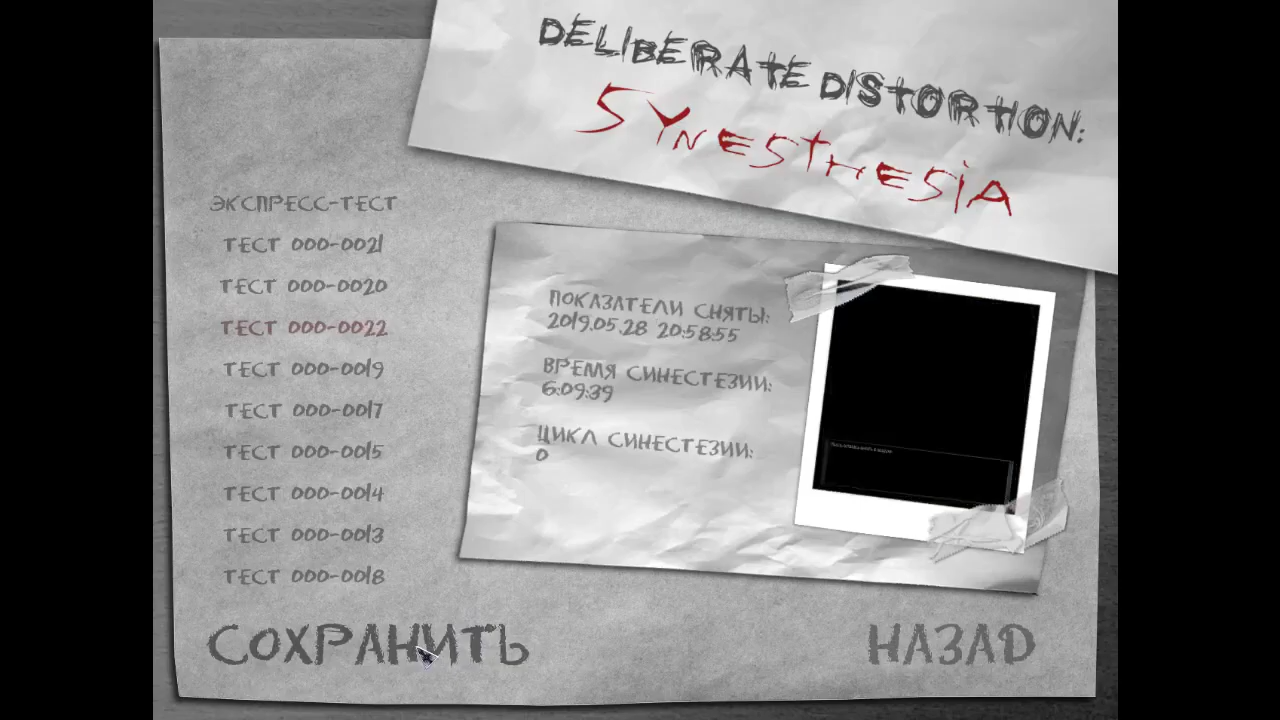 DELIBERATE DISTORTION:
SYNESTHESIA
ЭКСПРЕСС-ТЕСТ
ТЕСТ 000-0021
ТЕСТ 000-0020
ТЕСТ 000-0022
ТЕСТ 000-0019
ТЕСТ 000-0017
ТЕСТ 000-0015
ТЕСТ 000-0014
ТЕСТ 000-0013
ТЕСТ 000-0018
ПОКАЗАТЕЛИ СНЯТЫ:
2019.05.28 20:58:55
ВРЕМЯ СИНЕСТЕЗИИ:
6:09:39
ЦИКЛ СИНЕСТЕЗИИ:
0
СОХРАНИТЬ
НАЗАД